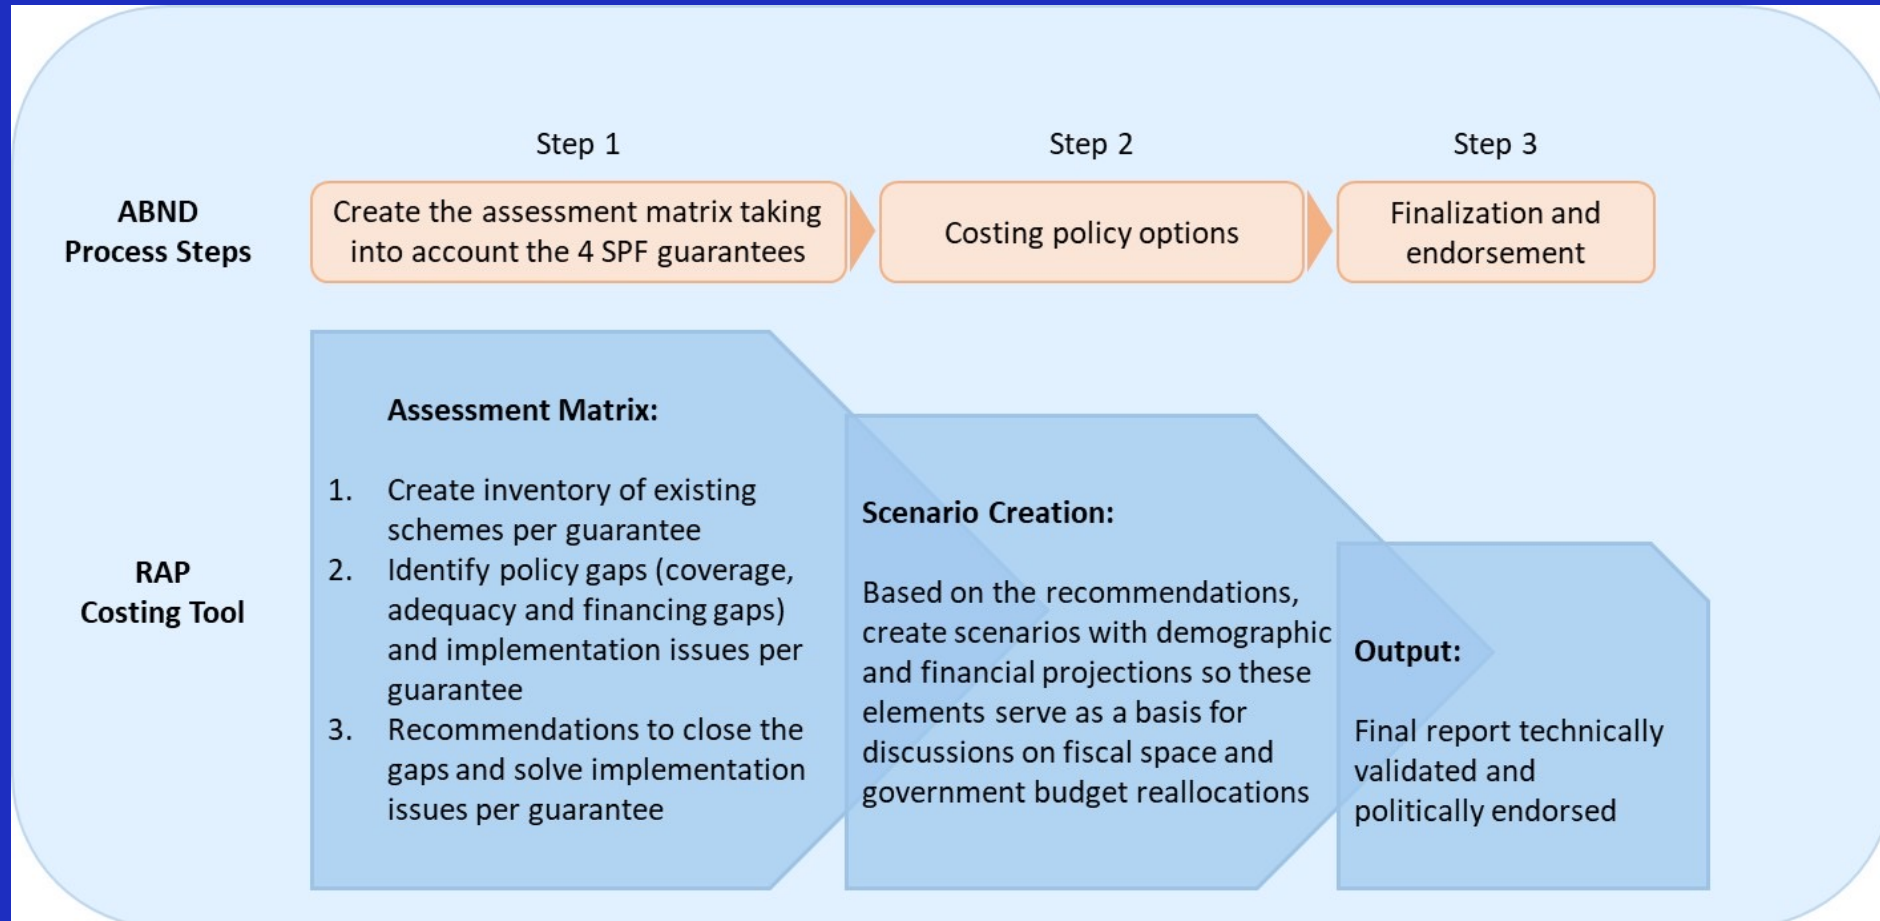 Step 1
Step 2
Step 3
ABND
Process Steps
Create the assessment matrix taking
into account the 4 SPF guarantees
Costing policy options
Finalization and
endorsement
RAP
Costing Tool
Assessment Matrix:
1. Create inventory of existing
schemes per guarantee
2. Identify policy gaps (coverage,
adequacy and financing gaps)
and implementation issues per
guarantee
3. Recommendations to close the
gaps and solve implementation
issues per guarantee
Scenario Creation:
Based on the recommendations,
create scenarios with demographic
and financial projections so these
elements serve as a basis for
discussions on fiscal space and
government budget reallocations
Output:
Final report technically
validated and
politically endorsed